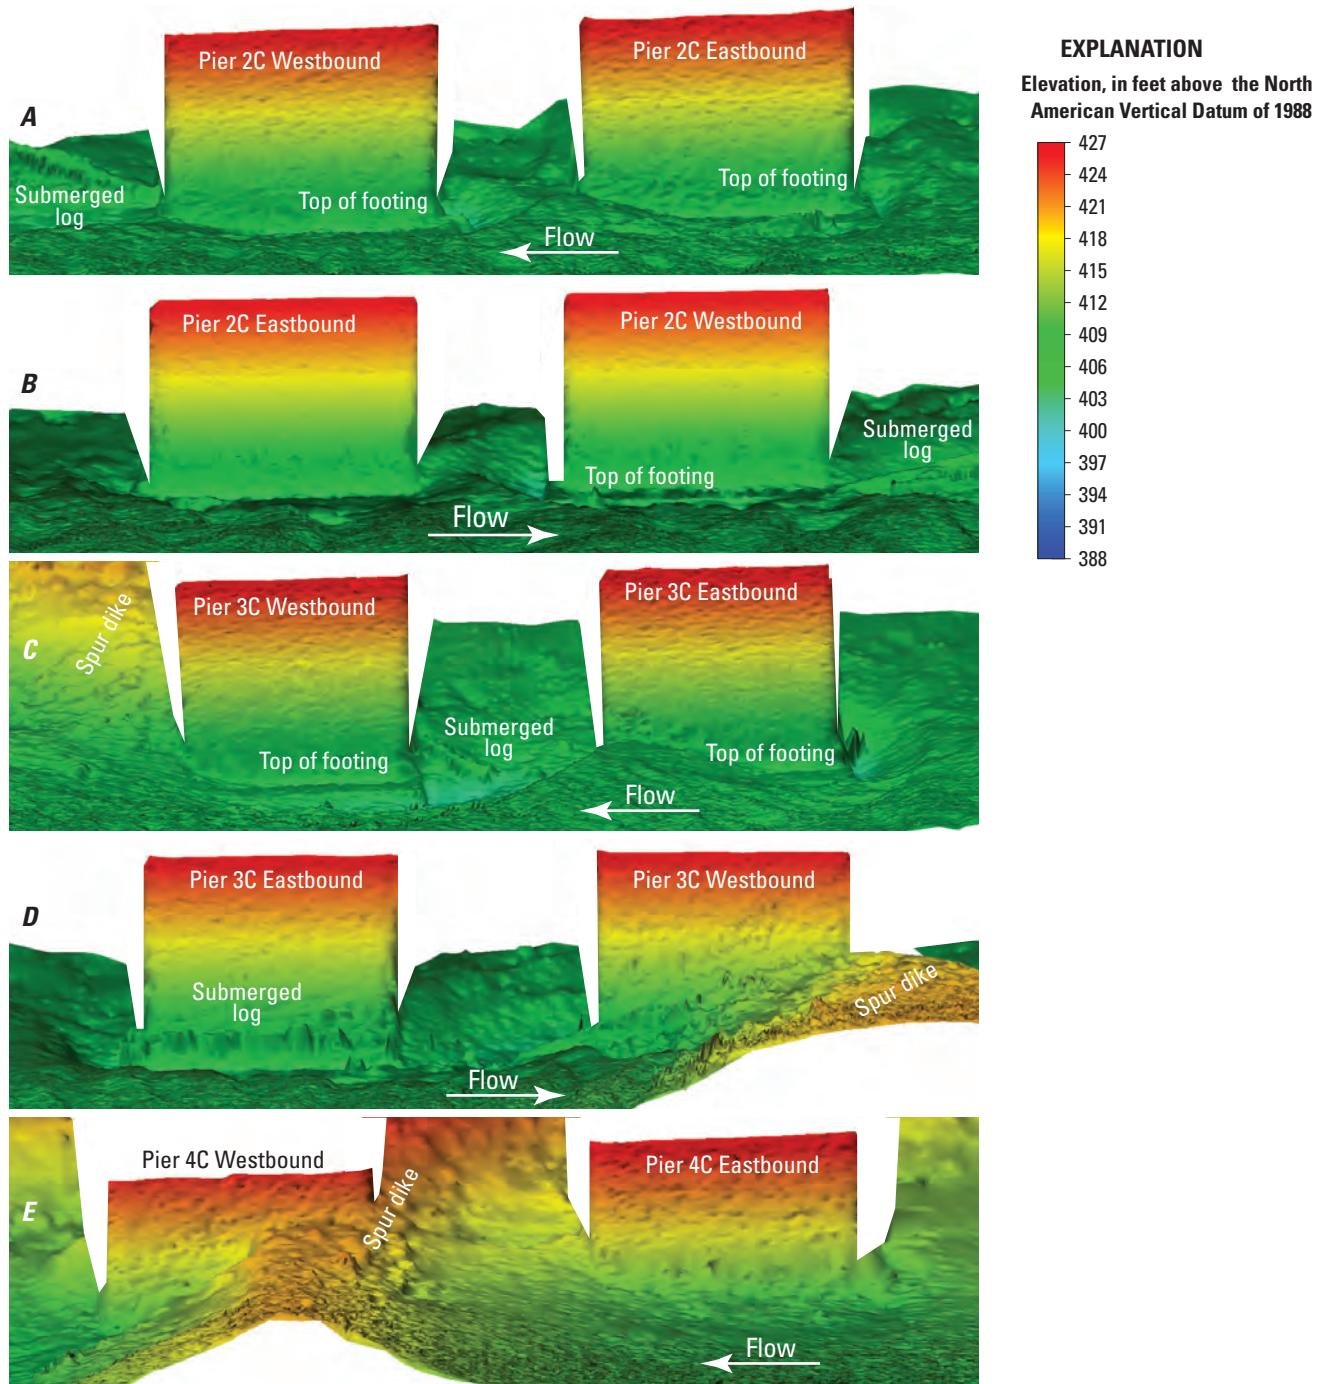 A
Pier 2C Westbound
Pier 2C Eastbound
Submerged
log
Top of footing
Top of footing
Flow
B
Pier 2C Eastbound
Pier 2C Westbound
Submerged
log
Top of footing
Flow
C
Spur dike
Pier 3C Westbound
Pier 3C Eastbound
Submerged
log
Top of footing
Top of footing
Flow
D
Pier 3C Eastbound
Pier 3C Westbound
Submerged
log
Spur dike
Flow
E
Pier 4C Westbound
Spur dike
Pier 4C Eastbound
Flow
EXPLANATION
Elevation, in feet above the North
American Vertical Datum of 1988
427
424
421
418
415
412
409
406
403
400
397
394
391
388